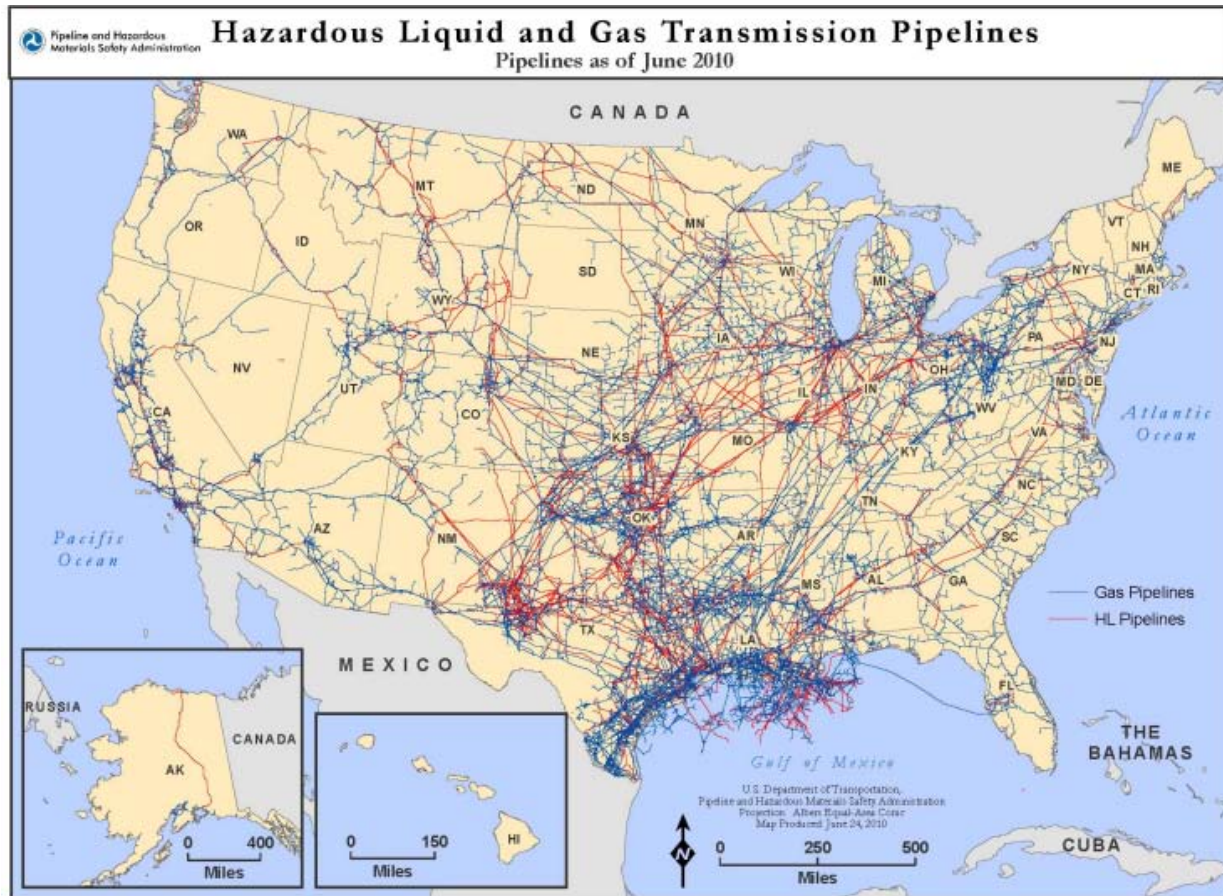 Pipeline and Hazardous
Materials Safety Administration
Hazardous Liquid and Gas Transmission Pipelines
Pipelines as of June 2010
CANADA
WA
MT
ND
MN
ME
OR
ID
SD
WI
MI
VT
NH
NY
MA
CT
RI
WY
NE
IA
PA
NJ
NV
UT
CO
IL
IN
OH
MD
DE
WV
CA
KS
MO
KY
VA
Atlantic
Ocean
AZ
NM
OK
AR
TN
NC
SC
Pacific
Ocean
TX
LA
MS
AL
GA
Gas Pipelines
HL Pipelines
MEXICO
FL
RUSSIA
CANADA
AK
0 400
Miles
0 150
Miles
HI
Gulf of Mexico
THE
BAHAMAS
U.S. Department of Transportation,
Pipeline and Hazardous Materials Safety Administration
Projection: Albers Equal-Area Conic
Map Produced: June 24, 2010
N
0 250 500
Miles
CUBA